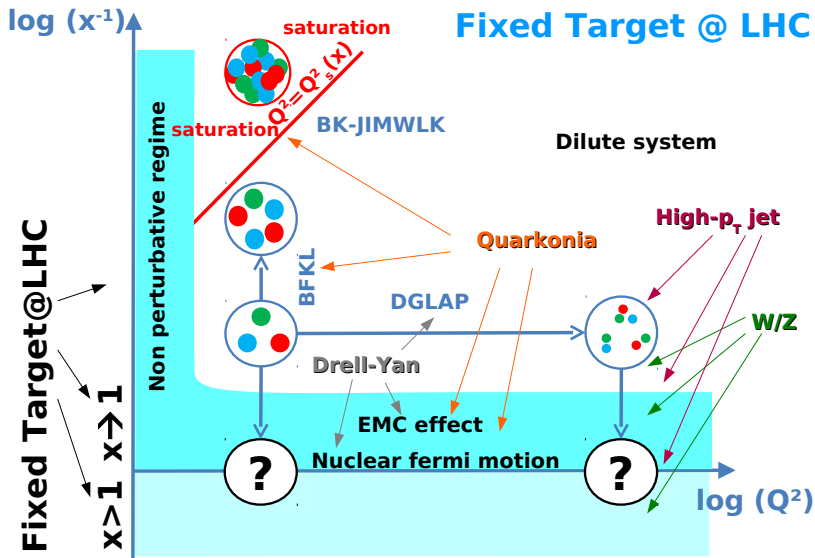 log (x⁻¹)
Fixed Target @ LHC
saturation
Q²=Q²s(x)
saturation
BK-JIMWLK
Dilute system
Non perturbative regime
High-pT jet
Quarkonia
BFKL
DGLAP
W/Z
Fixed Target@LHC
Drell-Yan
x→1
EMC effect
Nuclear fermi motion
?
?
x>1
log (Q²)